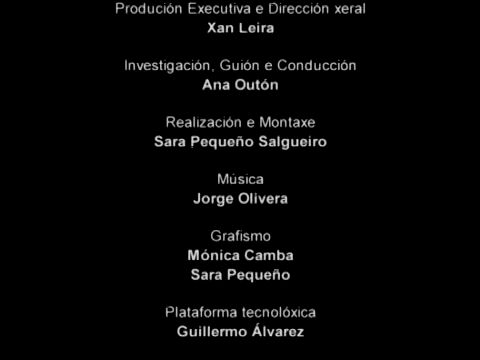 Produción Executiva e Dirección xeral
Xan Leira
Investigación, Guión e Conducción
Ana Outón
Realización e Montaxe
Sara Pequeño Salgueiro
Música
Jorge Olivera
Grafismo
Mónica Camba
Sara Pequeño
Plataforma tecnolóxica
Guillermo Álvarez